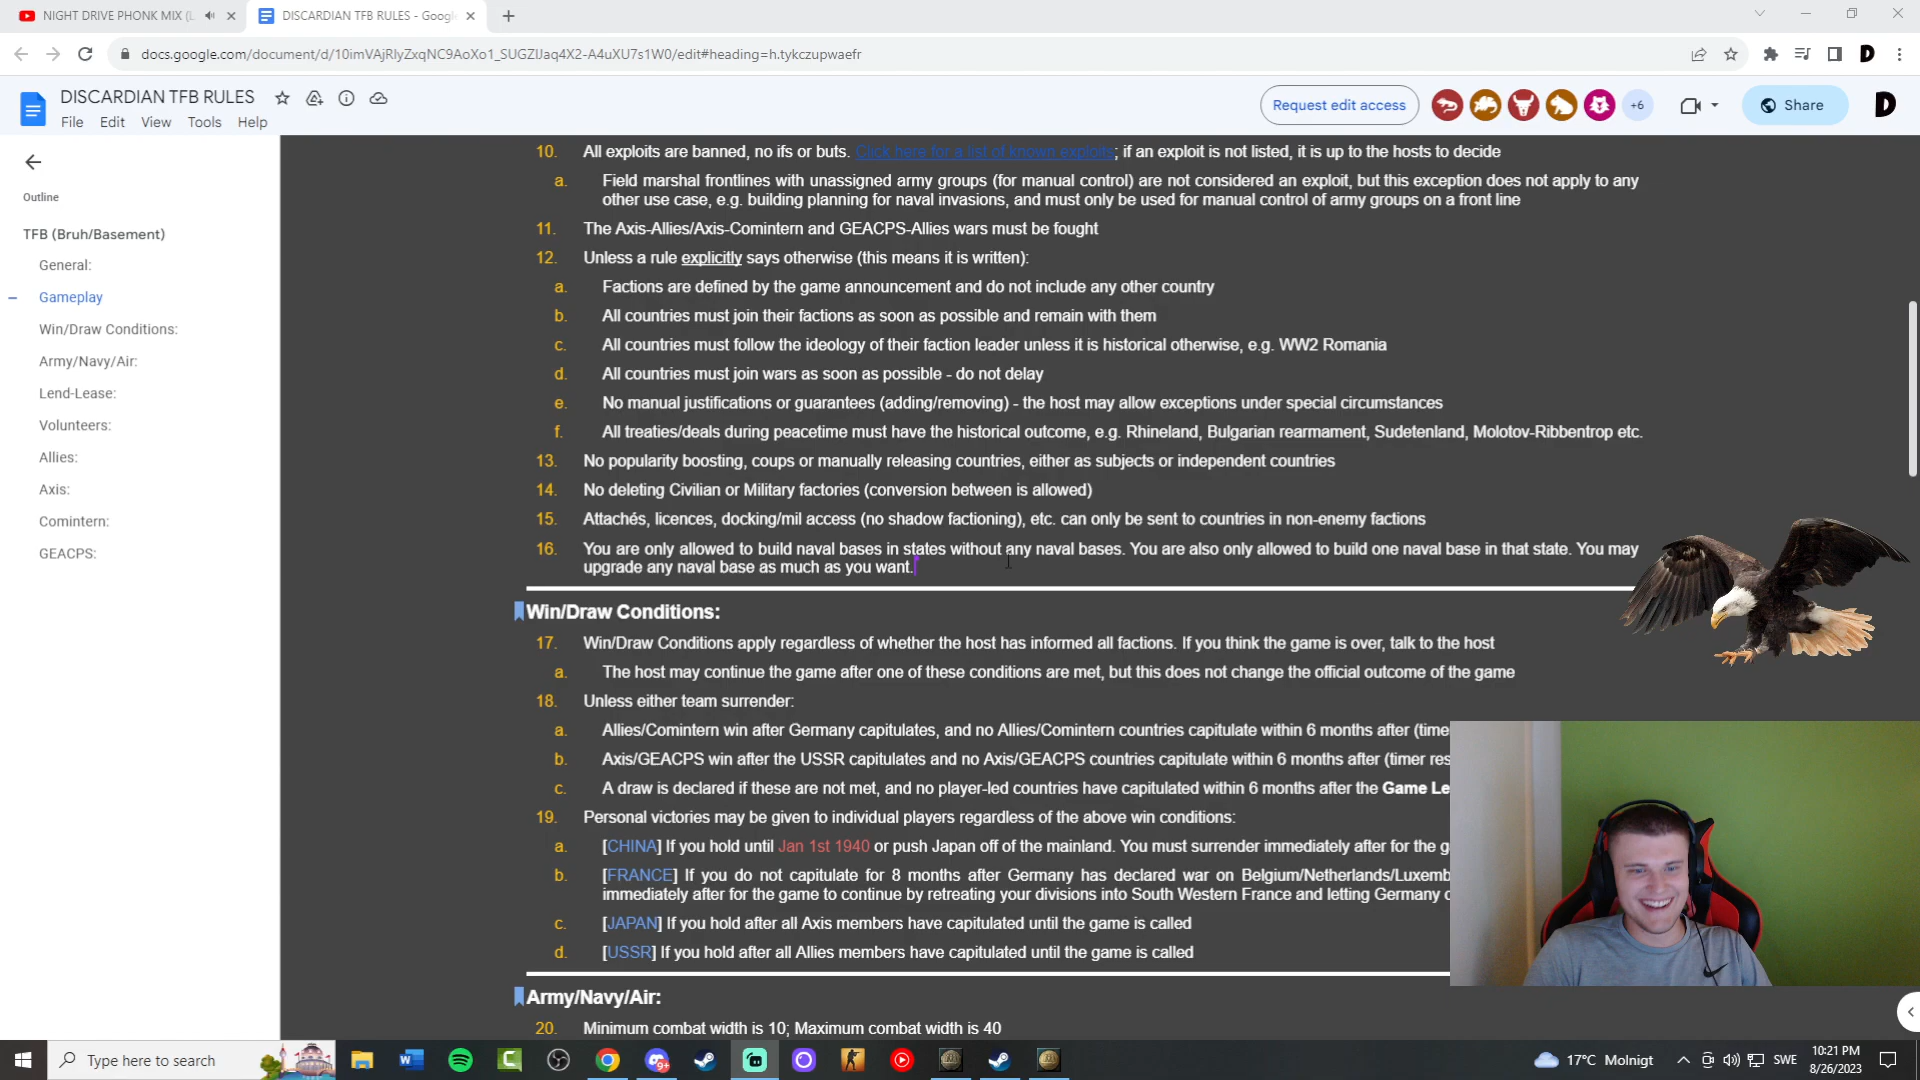 NIGHT DRIVE PHONK MIX (L
DISCARDIAN TFB RULES - Googl
docs.google.com/document/d/10imVAjRIyZxqNC9AoXo1_SUGZIJaq4X2-A4uXU7s1W0/edit#heading=h.tykczupwaefr
DISCARDIAN TFB RULES
File Edit View Tools Help
Request edit access
+6
Share
Outline
TFB (Bruh/Basement)
General:
Gameplay
Win/Draw Conditions:
Army/Navy/Air:
Lend-Lease:
Volunteers:
Allies:
Axis:
Comintern:
GEACPS:
10. All exploits are banned, no ifs or buts. Click here for a list of known exploits; if an exploit is not listed, it is up to the hosts to decide
a. Field marshal frontlines with unassigned army groups (for manual control) are not considered an exploit, but this exception does not apply to any
other use case, e.g. building planning for naval invasions, and must only be used for manual control of army groups on a front line
11. The Axis-Allies/Axis-Comintern and GEACPS-Allies wars must be fought
12. Unless a rule explicitly says otherwise (this means it is written):
a. Factions are defined by the game announcement and do not include any other country
b. All countries must join their factions as soon as possible and remain with them
c. All countries must follow the ideology of their faction leader unless it is historical otherwise, e.g. WW2 Romania
d. All countries must join wars as soon as possible - do not delay
e. No manual justifications or guarantees (adding/removing) - the host may allow exceptions under special circumstances
f. All treaties/deals during peacetime must have the historical outcome, e.g. Rhineland, Bulgarian rearmament, Sudetenland, Molotov-Ribbentrop etc.
13. No popularity boosting, coups or manually releasing countries, either as subjects or independent countries
14. No deleting Civilian or Military factories (conversion between is allowed)
15. Attachés, licences, docking/mil access (no shadow factioning), etc. can only be sent to countries in non-enemy factions
16. You are only allowed to build naval bases in states without any naval bases. You are also only allowed to build one naval base in that state. You may
upgrade any naval base as much as you want.
Win/Draw Conditions:
17. Win/Draw Conditions apply regardless of whether the host has informed all factions. If you think the game is over, talk to the host
a. The host may continue the game after one of these conditions are met, but this does not change the official outcome of the game
18. Unless either team surrender:
a. Allies/Comintern win after Germany capitulates, and no Allies/Comintern countries capitulate within 6 months after (time
b. Axis/GEACPS win after the USSR capitulates and no Axis/GEACPS countries capitulate within 6 months after (timer res
c. A draw is declared if these are not met, and no player-led countries have capitulated within 6 months after the Game Le
19. Personal victories may be given to individual players regardless of the above win conditions:
a. [CHINA] If you hold until Jan 1st 1940 or push Japan off of the mainland. You must surrender immediately after for the g
b. [FRANCE] If you do not capitulate for 8 months after Germany has declared war on Belgium/Netherlands/Luxemb
immediately after for the game to continue by retreating your divisions into South Western France and letting Germany c
c. [JAPAN] If you hold after all Axis members have capitulated until the game is called
d. [USSR] If you hold after all Allies members have capitulated until the game is called
Army/Navy/Air:
20. Minimum combat width is 10; Maximum combat width is 40
Type here to search
17°C Molnigt
SWE
10:21 PM
8/26/2023